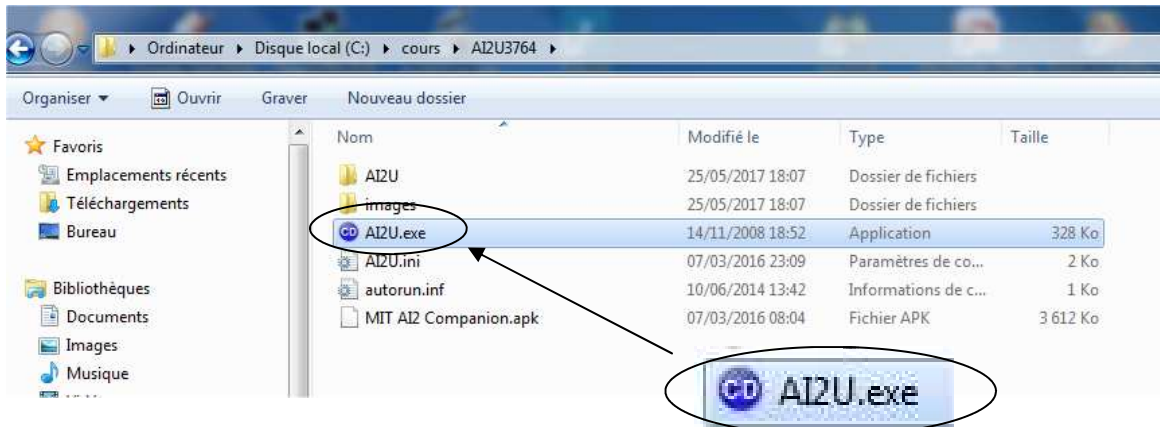 Ordinateur Disque local (C:) cours AI2U3764
Organiser Ouvrir Graver Nouveau dossier
Nom Modifié le Type Taille
Favoris
Emplacements récents
Téléchargements
Bureau
Bibliothèques
Documents
Images
Musique
AI2U 25/05/2017 18:07 Dossier de fichiers
images 25/05/2017 18:07 Dossier de fichiers
AI2U.exe 14/11/2008 18:52 Application 328 Ko
AI2U.ini 07/03/2016 23:09 Paramètres de co... 2 Ko
autorun.inf 10/06/2014 13:42 Informations de c... 1 Ko
MIT AI2 Companion.apk 07/03/2016 08:04 Fichier APK 3 612 Ko
AI2U.exe